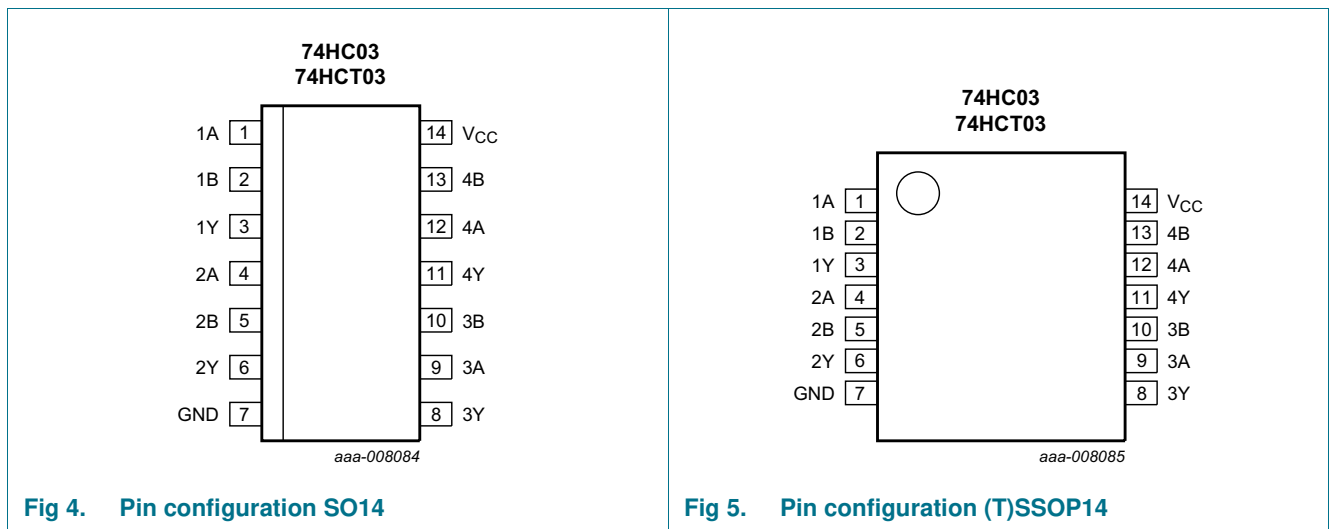 74HC03
74HCT03
1A 1 14 VCC
1B 2 13 4B
1Y 3 12 4A
2A 4 11 4Y
2B 5 10 3B
2Y 6 9 3A
GND 7 8 3Y
aaa-008084
Fig 4. Pin configuration SO14
74HC03
74HCT03
1A 1 14 VCC
1B 2 13 4B
1Y 3 12 4A
2A 4 11 4Y
2B 5 10 3B
2Y 6 9 3A
GND 7 8 3Y
aaa-008085
Fig 5. Pin configuration (T)SSOP14